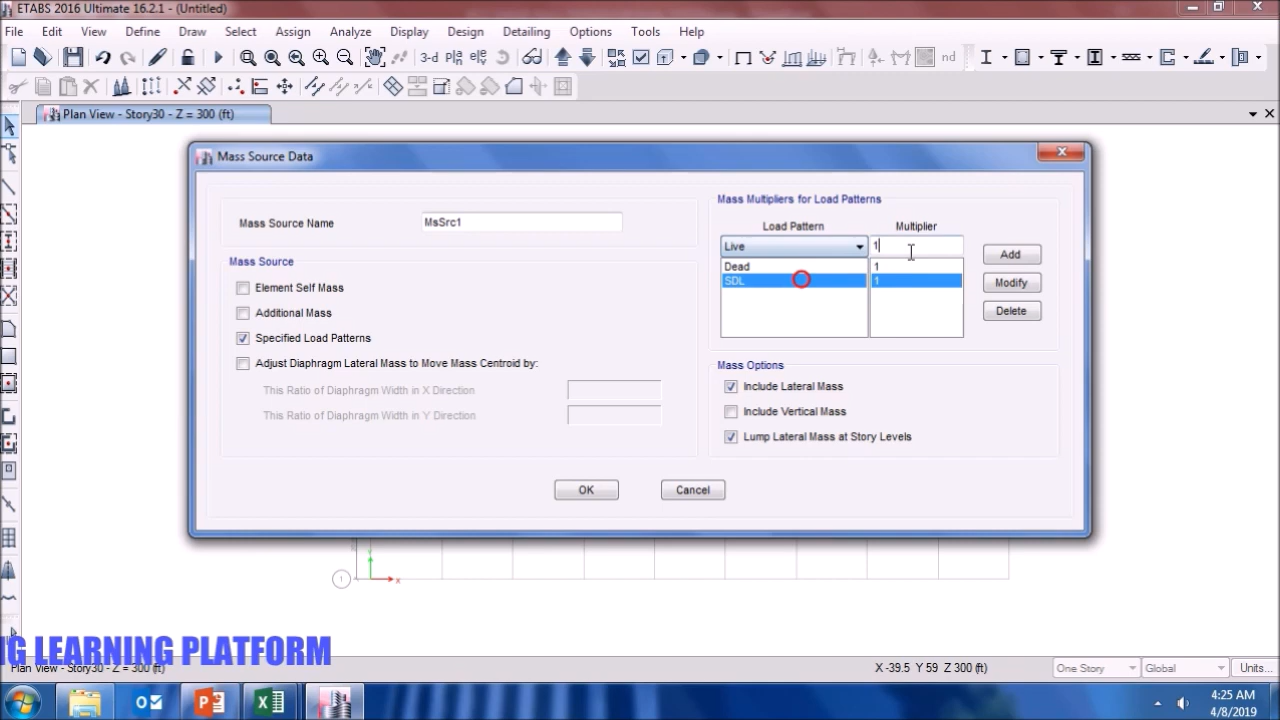 ETABS 2016 Ultimate 16.2.1 - (Untitled)
File Edit View Define Draw Select Assign Analyze Display Design Detailing Options Tools Help
3-d
nd
Plan View - Story30 - Z = 300 (ft)
Mass Source Data
Mass Source Name MsSrc1
Mass Source
Element Self Mass
Additional Mass
Specified Load Patterns
Adjust Diaphragm Lateral Mass to Move Mass Centroid by:
This Ratio of Diaphragm Width in X Direction
This Ratio of Diaphragm Width in Y Direction
Mass Multipliers for Load Patterns
Load Pattern Multiplier
Live 1
Dead 1
SDL 1
Add
Modify
Delete
Mass Options
Include Lateral Mass
Include Vertical Mass
Lump Lateral Mass at Story Levels
OK Cancel
Y
1 X
G LEARNING PLATFORM
Plan View - Story30 - Z = 300 (ft) X -39.5 Y 59 Z 300 (ft) One Story Global Units...
4:25 AM
4/8/2019